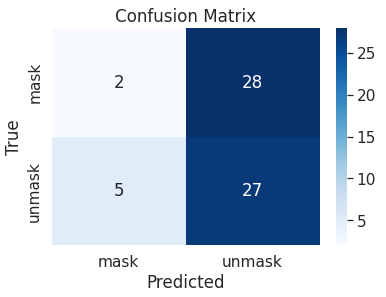 Confusion Matrix
True
mask
2
28
unmask
5
27
mask
unmask
Predicted
25
20
15
10
5